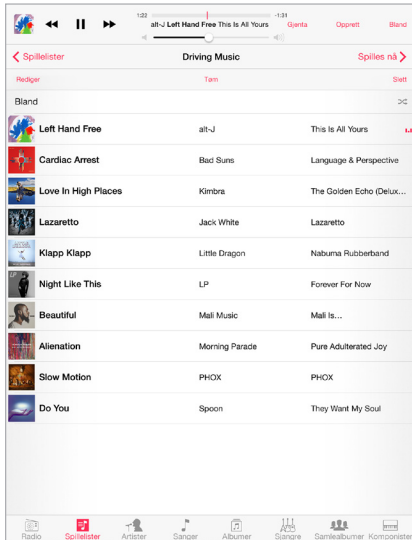 1:22 -1:31
alt-J Left Hand Free This Is All Yours Gjenta Opprett Bland
Spillelister Driving Music Spilles nå
Rediger Tøm Slett
Bland
Left Hand Free alt-J This Is All Yours
Cardiac Arrest Bad Suns Language & Perspective
Love In High Places Kimbra The Golden Echo (Delux...
Lazaretto Jack White Lazaretto
Klapp Klapp Little Dragon Nabuma Rubberband
LP
Night Like This LP Forever For Now
Beautiful Mali Music Mali Is...
Alienation Morning Parade Pure Adulterated Joy
Slow Motion PHOX PHOX
Do You Spoon They Want My Soul
Radio Spillelister Artister Sanger Albumer Sjangre Samlealbumer Komponister